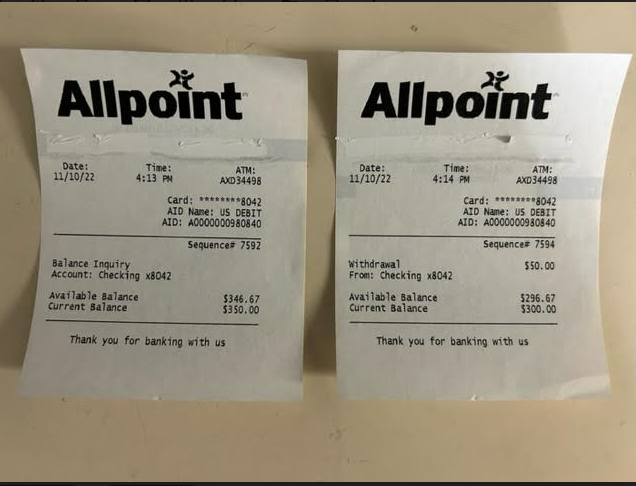 Allpoint
Date: Time: ATM:
11/10/22 4:13 PM AXD34498
Card: ********8042
AID Name: US DEBIT
AID: A0000000980840
Sequence# 7592
Balance Inquiry
Account: Checking x8042
Available Balance $346.67
Current Balance $350.00
Thank you for banking with us
Allpoint
Date: Time: ATM:
11/10/22 4:14 PM AXD34498
Card: ********8042
AID Name: US DEBIT
AID: A0000000980840
Sequence# 7594
Withdrawal $50.00
From: Checking x8042
Available Balance $296.67
Current Balance $300.00
Thank you for banking with us